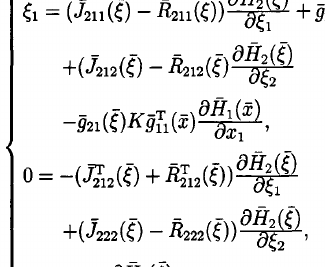 ξ₁ = (J̄₂₁₁(ξ̄) − R̄₂₁₁(ξ̄)) ∂H̄₂(ξ̄)/∂ξ₁ + ḡ
+(J̄₂₁₂(ξ̄) − R̄₂₁₂(ξ̄) ∂H̄₂(ξ̄)/∂ξ₂
−ḡ₂₁(ξ̄)Kḡ₁₁ᵀ(x̄) ∂H̄₁(x̄)/∂x₁,
0 = −(J̄₂₁₂ᵀ(ξ̄) + R̄₂₁₂ᵀ(ξ̄)) ∂H̄₂(ξ̄)/∂ξ₁
+(J̄₂₂₂(ξ̄) − R̄₂₂₂(ξ̄)) ∂H̄₂(ξ̄)/∂ξ₂,